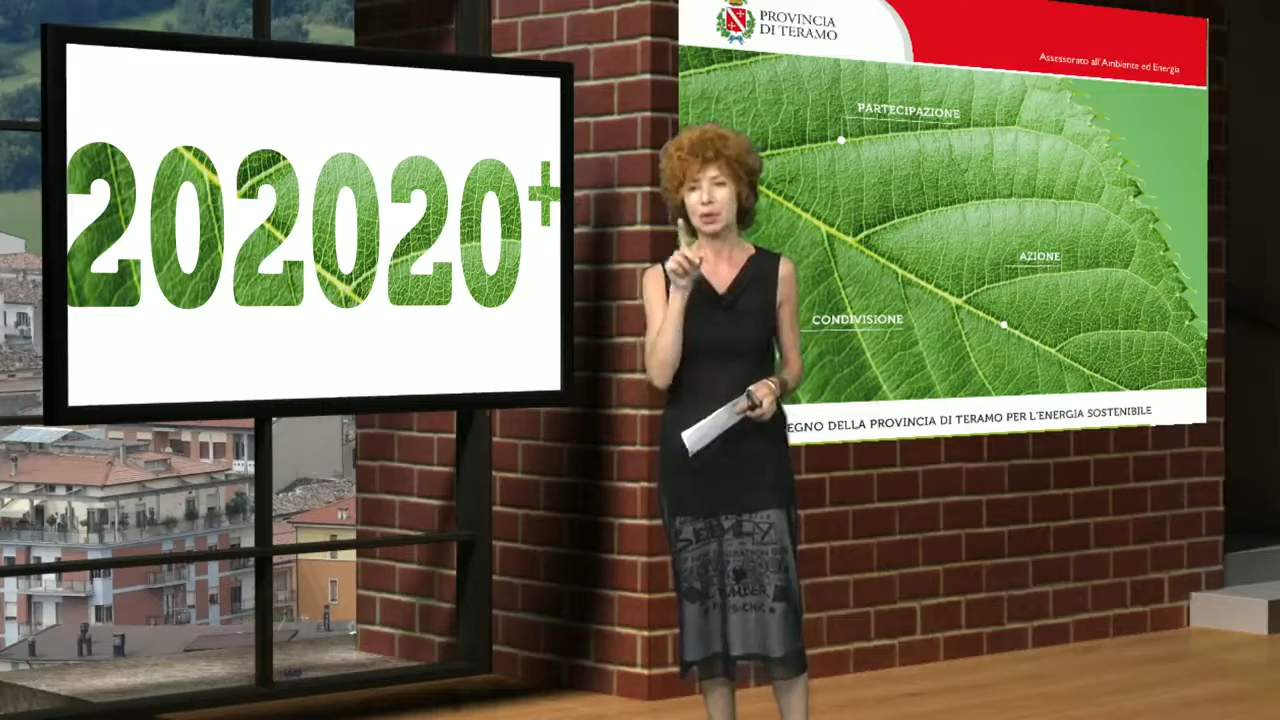 202020+
PROVINCIA
DI TERAMO
Assessorato all'Ambiente ed Energia
PARTECIPAZIONE
AZIONE
CONDIVISIONE
EGNO DELLA PROVINCIA DI TERAMO PER L'ENERGIA SOSTENIBILE